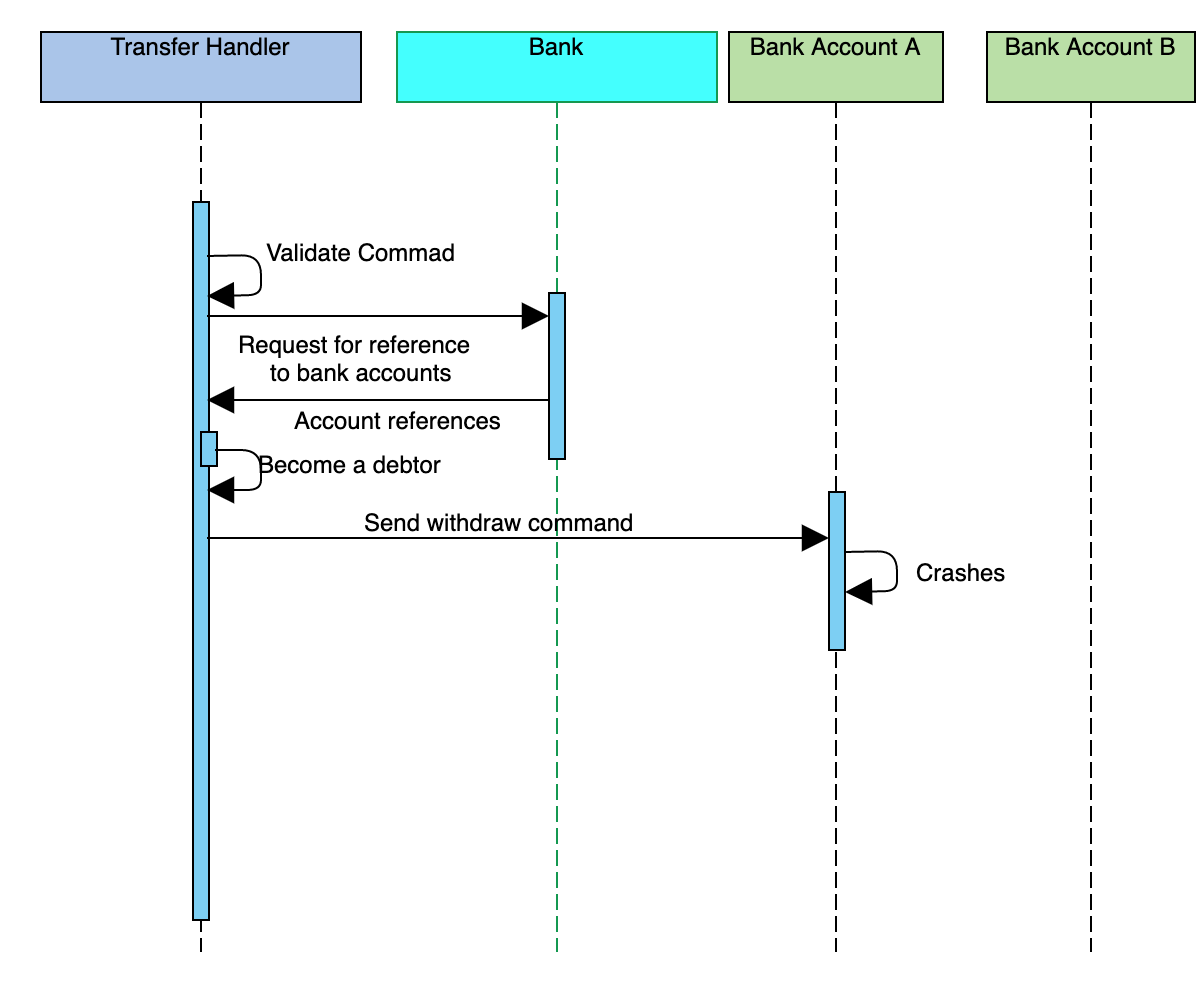 Transfer Handler
Bank
Bank Account A
Bank Account B
Validate Commad
Request for reference
to bank accounts
Account references
Become a debtor
Send withdraw command
Crashes